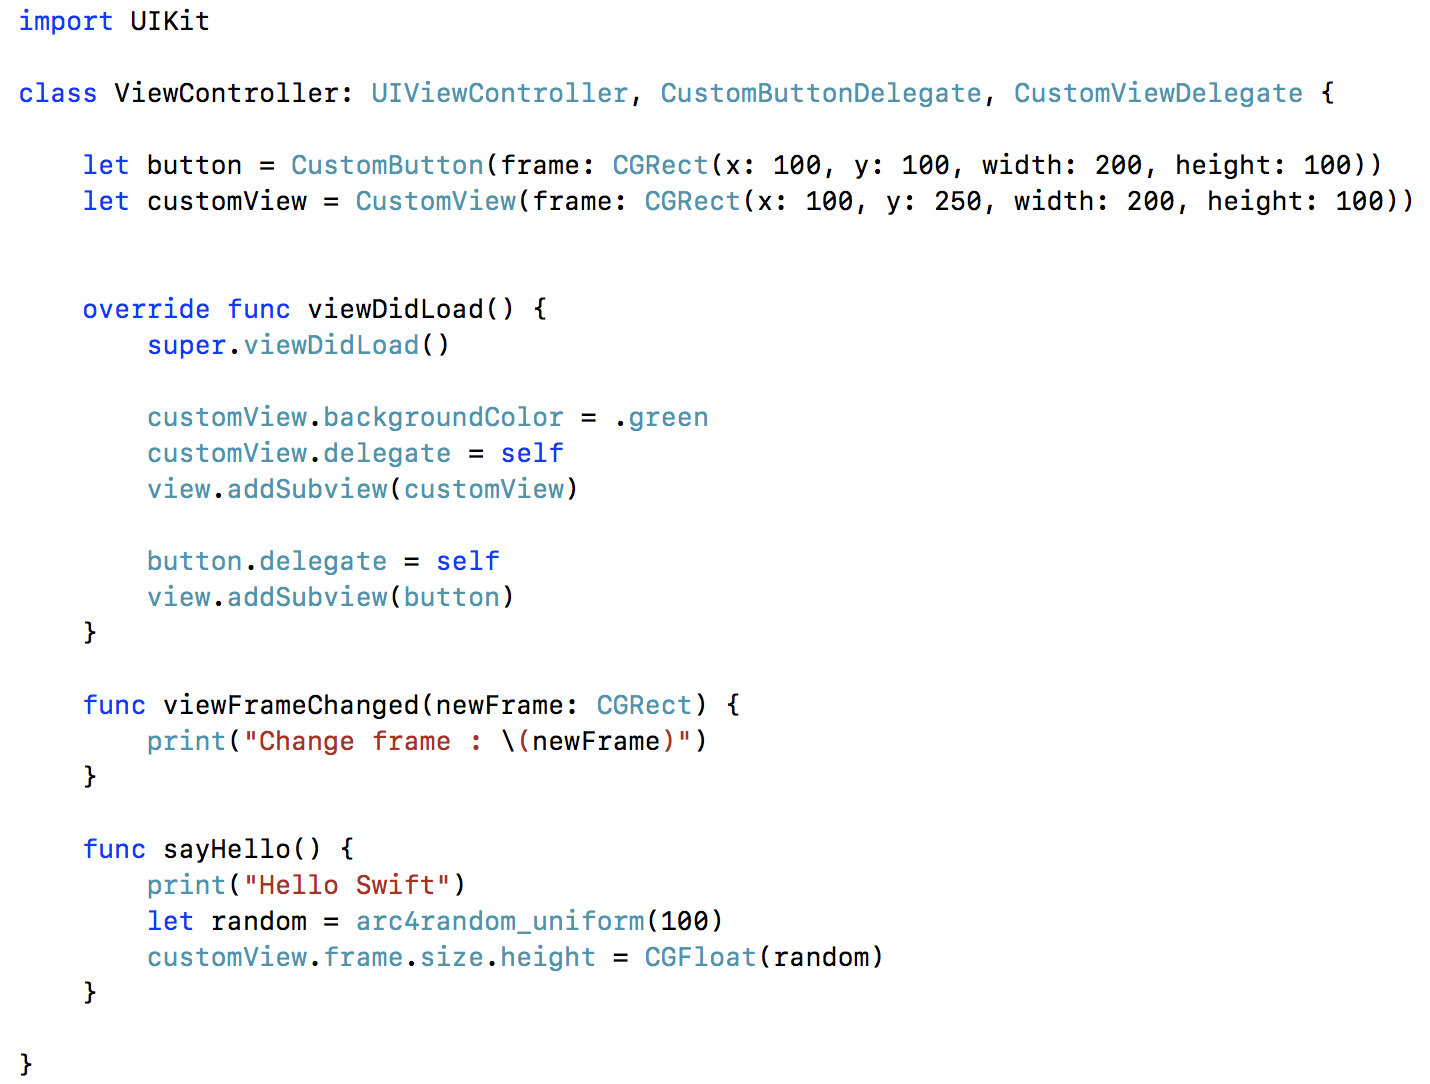 import UIKit
class ViewController: UIViewController, CustomButtonDelegate, CustomViewDelegate {
let button = CustomButton(frame: CGRect(x: 100, y: 100, width: 200, height: 100))
let customView = CustomView(frame: CGRect(x: 100, y: 250, width: 200, height: 100))
override func viewDidLoad() {
super.viewDidLoad()
customView.backgroundColor = .green
customView.delegate = self
view.addSubview(customView)
button.delegate = self
view.addSubview(button)
}
func viewFrameChanged(newFrame: CGRect) {
print("Change frame : \(newFrame)")
}
func sayHello() {
print("Hello Swift")
let random = arc4random_uniform(100)
customView.frame.size.height = CGFloat(random)
}
}